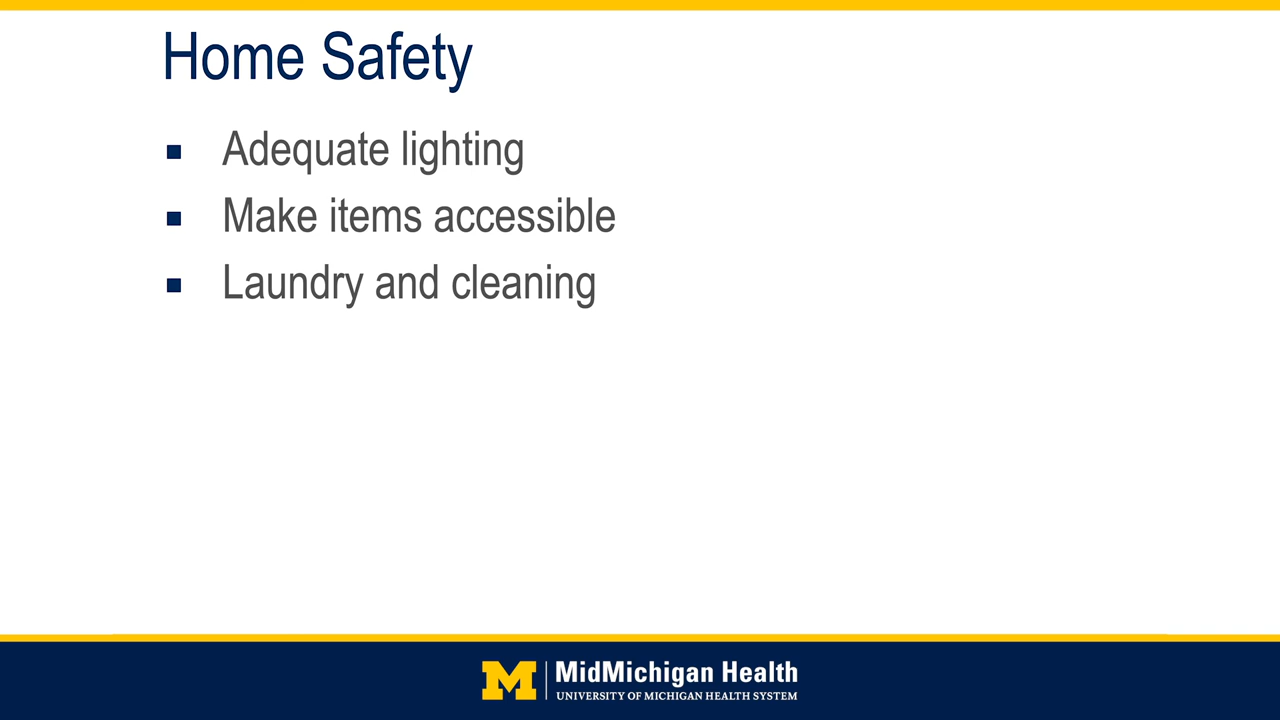 Home Safety
Adequate lighting
Make items accessible
Laundry and cleaning
M MidMichigan Health
UNIVERSITY OF MICHIGAN HEALTH SYSTEM